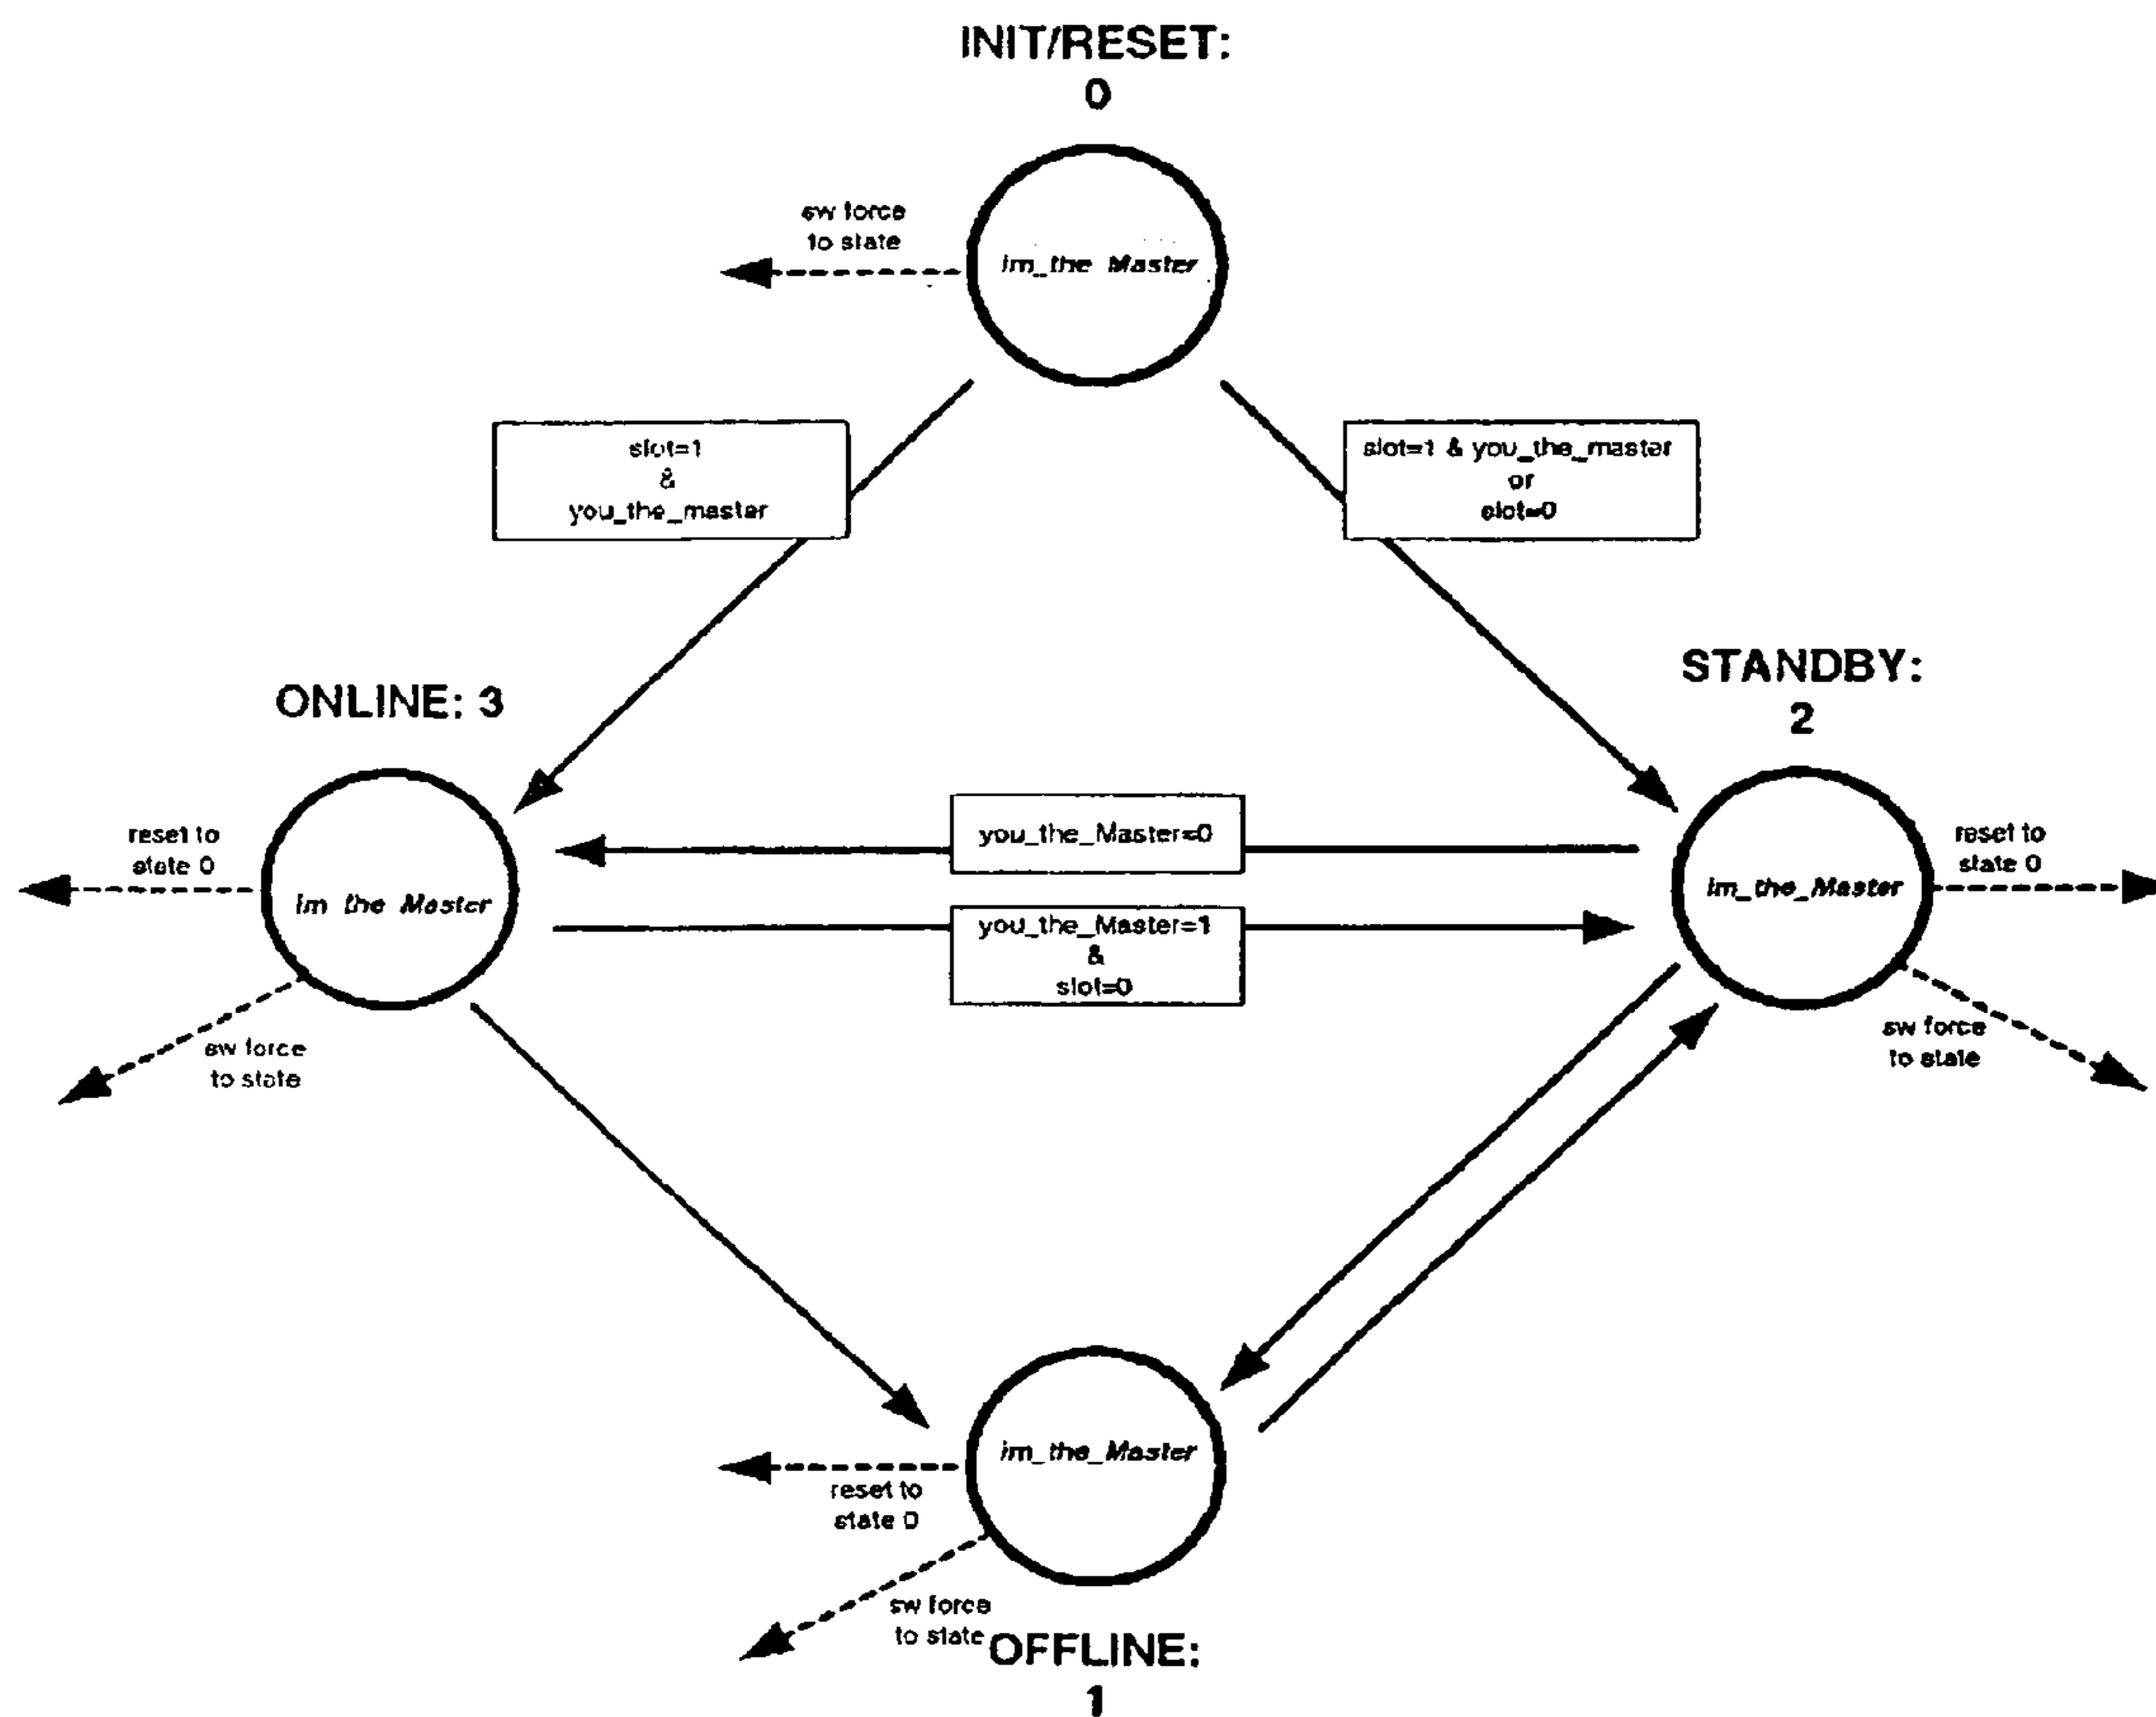 INIT/RESET:
0
sw force
to state
im_the Master
slot=1
&
you_the_master
slot=1 & you_the_master
or
slot=0
ONLINE: 3
STANDBY:
2
you_the_Master=0
reset to
state 0
im the Master
im_the_Master
reset to
state 0
you_the_Master=1
&
slot=0
sw force
to state
sw force
to state
im_the_Master
reset to
state 0
sw force
to state
OFFLINE:
1